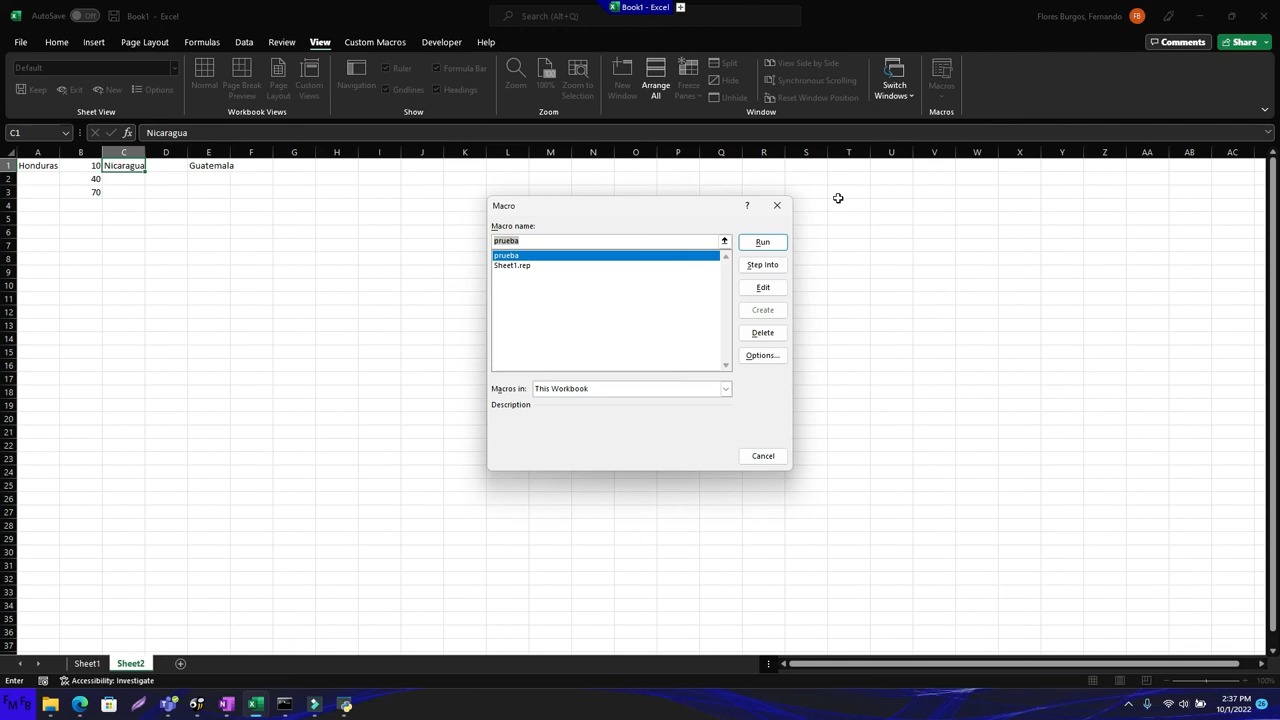 AutoSave Off Book1 - Excel
Book1 - Excel
Search (Alt+Q)
Flores Burgos, Fernando FB
File Home Insert Page Layout Formulas Data Review View Custom Macros Developer Help
Comments Share
Default
Keep Exit New Options
Sheet View
Normal
Page Break Preview
Page Layout
Custom Views
Workbook Views
Navigation
Ruler
Formula Bar
Gridlines
Headings
Show
Zoom
100%
Zoom to Selection
Zoom
New Window
Arrange All
Freeze Panes
Split
Hide
Unhide
View Side by Side
Synchronous Scrolling
Reset Window Position
Switch Windows
Window
Macros
Macros
C1 fx Nicaragua
A B C D E F G H I J K L M N O P Q R S T U V W X Y Z AA AB AC
1 Honduras 10 Nicaragua Guatemala
2 40
3 70
4
5
6
7
8
9
10
11
12
13
14
15
16
17
18
19
20
21
22
23
24
25
26
27
28
29
30
31
32
33
34
35
36
37
Macro ?
Macro name:
prueba
prueba
Sheet1.rep
Run
Step Into
Edit
Create
Delete
Options...
Macros in: This Workbook
Description
Cancel
Sheet1 Sheet2
Enter Accessibility: Investigate 100%
FMFB
2:37 PM
10/1/2022